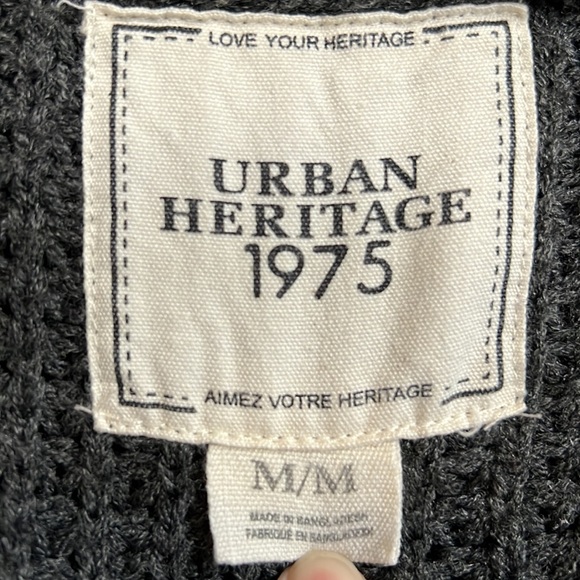 LOVE YOUR HERITAGE
URBAN
HERITAGE
1975
AIMEZ VOTRE HERITAGE
M/M
MADE IN BANGLADESH
FABRIQUÉ EN BANGLADESH